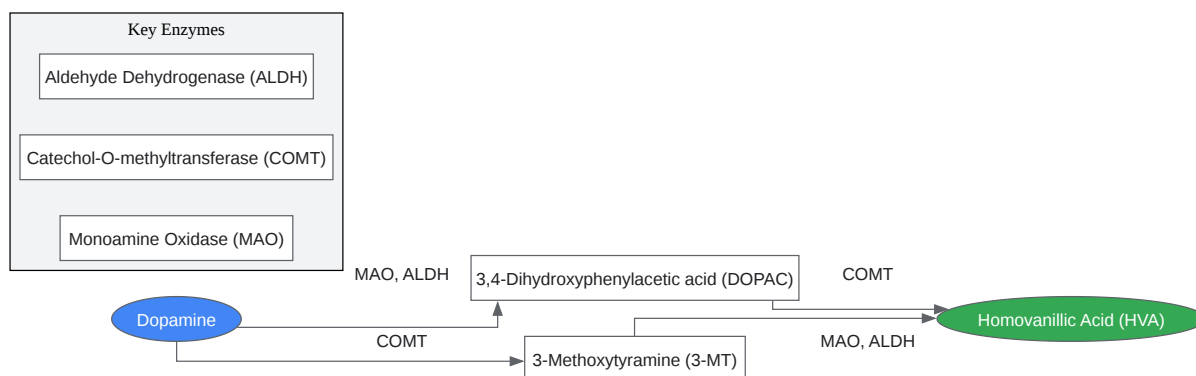 Key Enzymes
Aldehyde Dehydrogenase (ALDH)
Catechol-O-methyltransferase (COMT)
Monoamine Oxidase (MAO)
MAO, ALDH
3,4-Dihydroxyphenylacetic acid (DOPAC)
COMT
Dopamine
Homovanillic Acid (HVA)
COMT
3-Methoxytyramine (3-MT)
MAO, ALDH